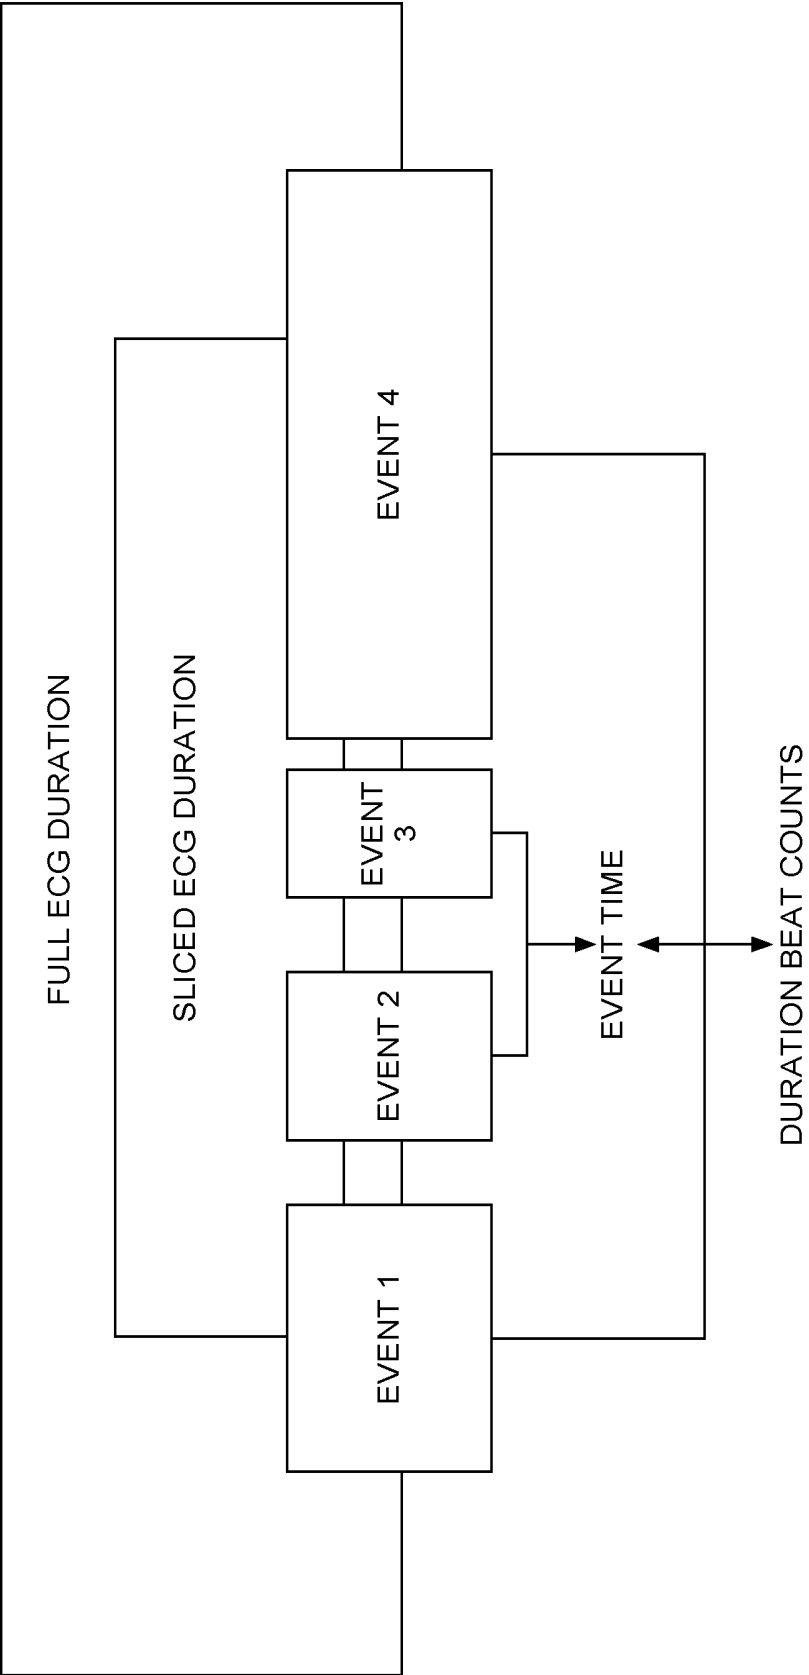 FULL ECG DURATION
SLICED ECG DURATION
EVENT 1
EVENT 2
EVENT
3
EVENT 4
EVENT TIME
DURATION BEAT COUNTS